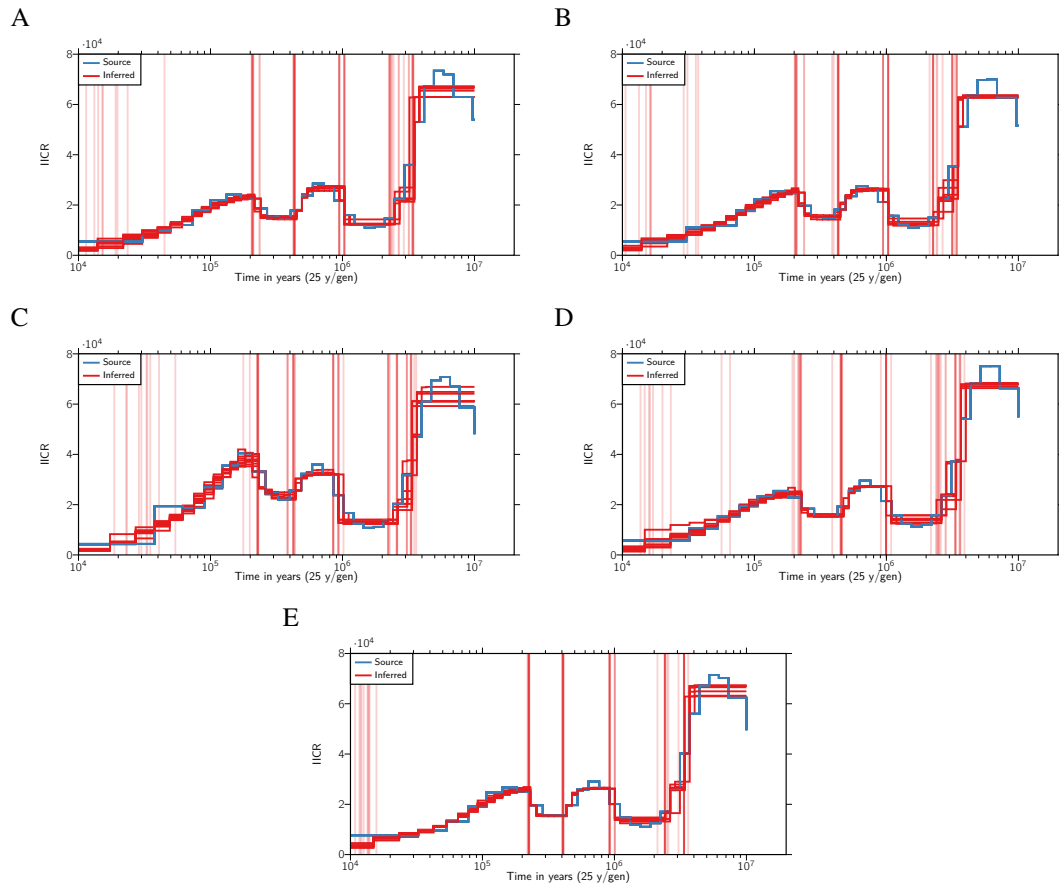 A
·10⁴
Source
Inferred
8
6
4
2
0
IICR
10⁴ 10⁵ 10⁶ 10⁷
Time in years (25 y/gen)
B
·10⁴
Source
Inferred
8
6
4
2
0
IICR
10⁴ 10⁵ 10⁶ 10⁷
Time in years (25 y/gen)
C
·10⁴
Source
Inferred
8
6
4
2
0
IICR
10⁴ 10⁵ 10⁶ 10⁷
Time in years (25 y/gen)
D
·10⁴
Source
Inferred
8
6
4
2
0
IICR
10⁴ 10⁵ 10⁶ 10⁷
Time in years (25 y/gen)
E
·10⁴
Source
Inferred
8
6
4
2
0
IICR
10⁴ 10⁵ 10⁶ 10⁷
Time in years (25 y/gen)